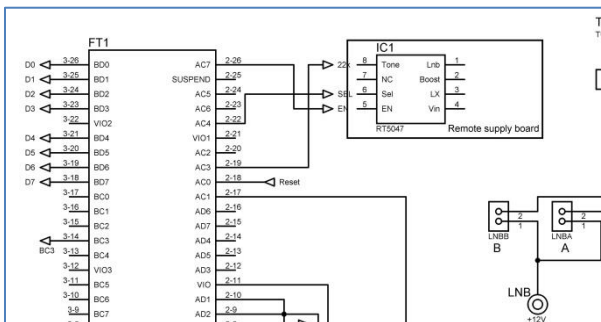 T
FT1
IC1
D0 3-26 BD0 AC7 2-26
D1 3-25 BD1 SUSPEND 2-25
D2 3-24 BD2 AC5 2-24
D3 3-23 BD3 AC6 2-23
3-22 VIO2 AC4 2-22
D4 3-21 BD4 VIO1 2-21
D5 3-20 BD5 AC2 2-20
D6 3-19 BD6 AC3 2-19
D7 3-18 BD7 AC0 2-18 Reset
3-17 BC0 AC1 2-17
3-16 BC1 AD6 2-16
3-15 BC2 AD7 2-15
3-14 BC3 AD4 2-14
BC3 3-13 BC4 AD5 2-13
3-12 VIO3 AD3 2-12
3-11 BC5 VIO 2-11
3-10 BC6 AD1 2-10
3-9 BC7 AD2 2-9
22k 8 Tone Lnb 1
7 NC Boost 2
SEL 6 Sel LX 3
EN 5 EN Vin 4
RT5047 Remote supply board
2 2
1 1
LNBB LNBA
B A
LNB
+12V